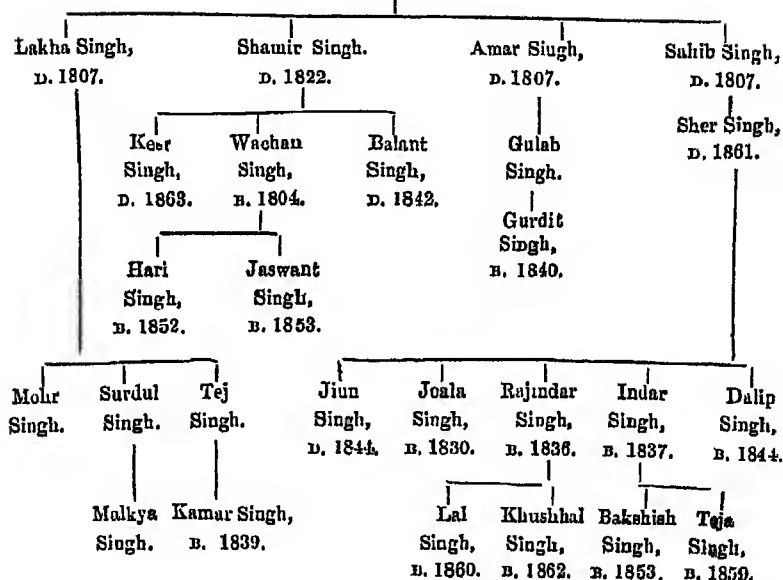 Lakha Singh, Shamir Singh. Amar Siugh, Sahib Singh,
D. 1807. D. 1822. D. 1807. D. 1807.
Sher Singh,
D. 1861.
Kesr Wachan Balant Gulab
Singh, Singh, Singh, Singh.
D. 1863. B. 1804. D. 1842.
Gurdit
Singh,
B. 1840.
Hari Jaswant
Singh, Singh,
B. 1852. B. 1853.
Mohr Surdul Tej Jiun Joala Rajindar Indar Dalip
Singh. Singh. Singh. Singh, Singh, Singh, Singh, Singh,
D. 1844. B. 1830. B. 1836. B. 1837. B. 1844.
Malkya Kamar Singh, Lal Khushhal Bakshish Teja
Singh. B. 1839. Singh, Singh, Singh, Singh,
B. 1860. B. 1862. B. 1853. B. 1859.